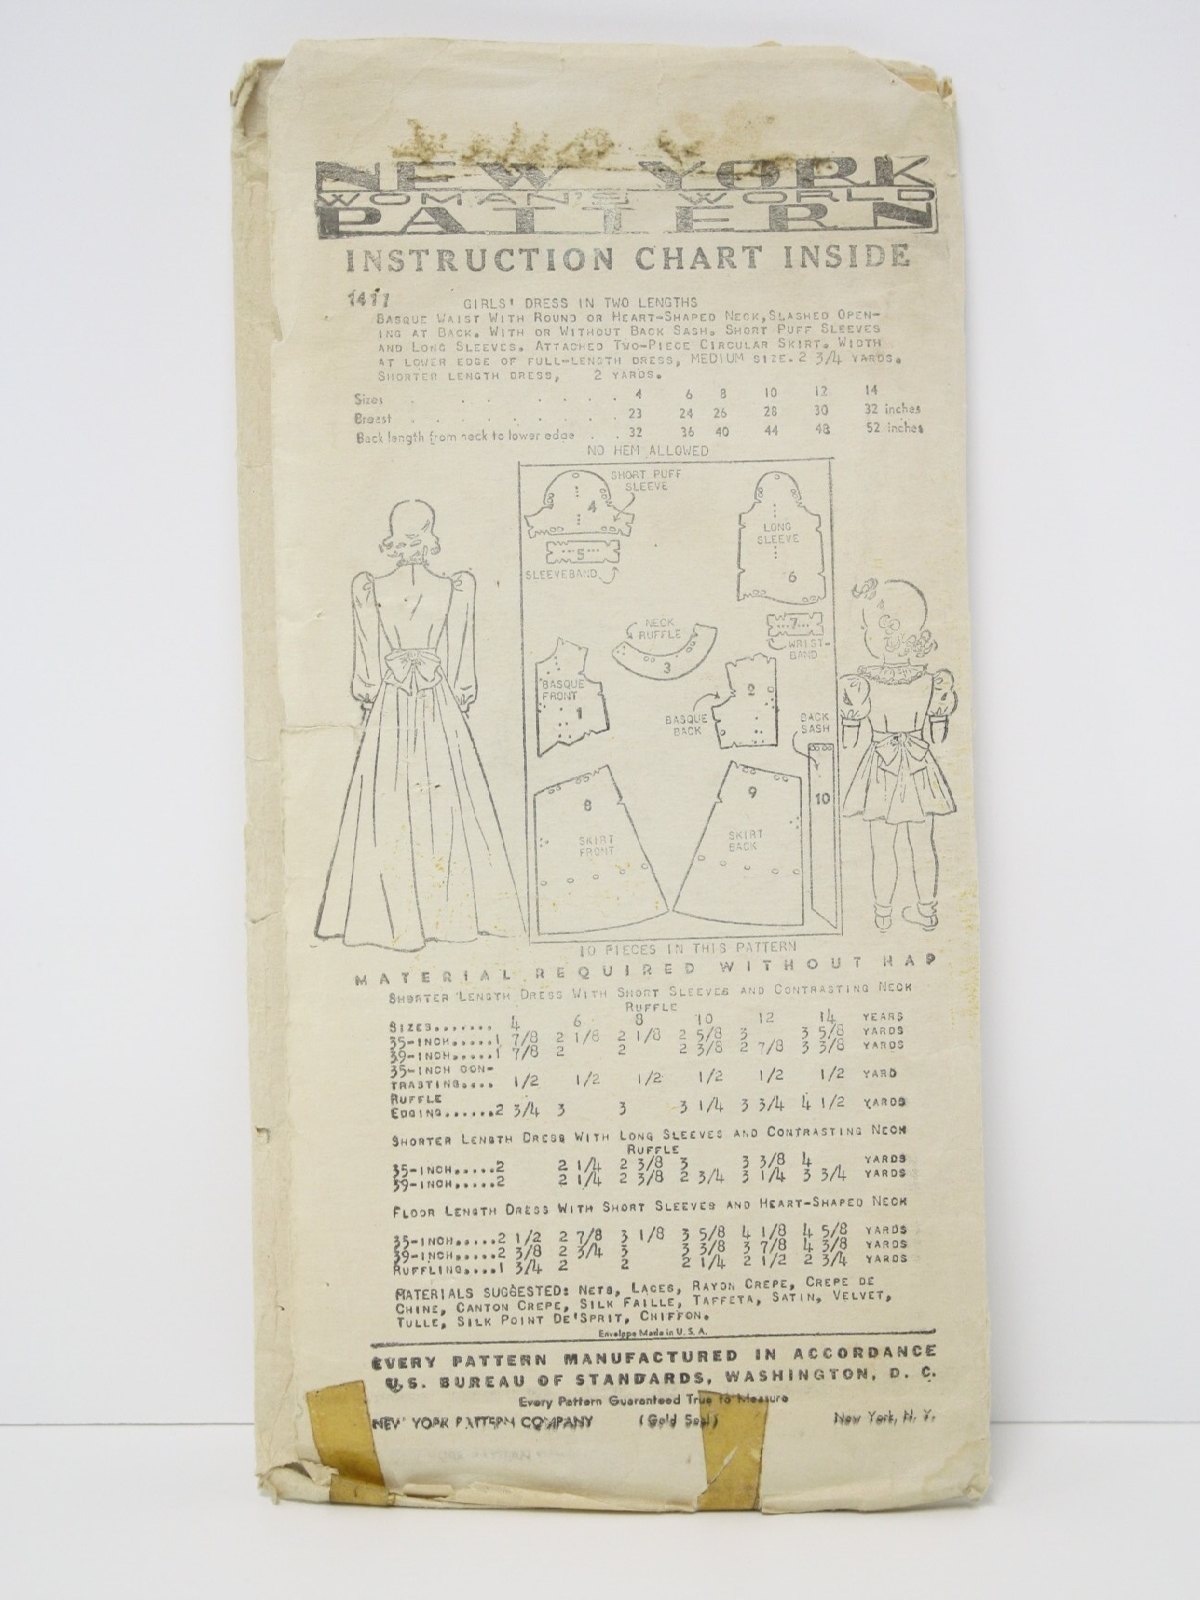 NEW YORK
WOMAN'S WORLD
PATTERN
INSTRUCTION CHART INSIDE
1417 GIRLS' DRESS IN TWO LENGTHS
BASQUE WAIST WITH ROUND OR HEART-SHAPED NECK, SLASHED OPEN-
ING AT BACK. WITH OR WITHOUT BACK SASH. SHORT PUFF SLEEVES
AND LONG SLEEVES. ATTACHED TWO-PIECE CIRCULAR SKIRT. WIDTH
AT LOWER EDGE OF FULL-LENGTH DRESS, MEDIUM SIZE. 2 3/4 YARDS.
SHORTER LENGTH DRESS, 2 YARDS.
Sizes . . . . . . . 4 6 8 10 12 14
Breast . . . . . . . 23 24 26 28 30 32 inches
Back length from neck to lower edge . . 32 36 40 44 48 52 inches
NO HEM ALLOWED
SHORT PUFF
SLEEVE
4
5
SLEEVEBAND
LONG
SLEEVE
6
7
WRIST-
BAND
NECK
RUFFLE
3
BASQUE
FRONT
1
2
BASQUE
BACK
BACK
SASH
10
8
SKIRT
FRONT
9
SKIRT
BACK
10 PIECES IN THIS PATTERN
MATERIAL REQUIRED WITHOUT NAP
SHORTER LENGTH DRESS WITH SHORT SLEEVES AND CONTRASTING NECK
RUFFLE
SIZES....... 4 6 8 10 12 14 YEARS
35-INCH.....1 7/8 2 1/8 2 1/8 2 5/8 3 3 5/8 YARDS
39-INCH.....1 7/8 2 2 2 3/8 2 7/8 3 3/8 YARDS
35-INCH CON-
TRASTING.... 1/2 1/2 1/2 1/2 1/2 1/2 YARD
RUFFLE
EDGING......2 3/4 3 3 3 1/4 3 3/4 4 1/2 YARDS
SHORTER LENGTH DRESS WITH LONG SLEEVES AND CONTRASTING NECK
RUFFLE
35-INCH.....2 2 1/4 2 3/8 3 3 3/8 4 YARDS
39-INCH.....2 2 1/4 2 3/8 2 3/4 3 1/4 3 3/4 YARDS
FLOOR LENGTH DRESS WITH SHORT SLEEVES AND HEART-SHAPED NECK
35-INCH.....2 1/2 2 7/8 3 1/8 3 5/8 4 1/8 4 5/8 YARDS
39-INCH.....2 3/8 2 3/4 3 3 3/8 3 7/8 4 3/8 YARDS
RUFFLING....1 3/4 2 2 2 1/4 2 1/2 2 3/4 YARDS
MATERIALS SUGGESTED: NETS, LACES, RAYON CREPE, CREPE DE
CHINE, CANTON CREPE, SILK FAILLE, TAFFETA, SATIN, VELVET,
TULLE, SILK POINT DE'SPRIT, CHIFFON.
Envelope Made in U. S. A.
EVERY PATTERN MANUFACTURED IN ACCORDANCE
U.S. BUREAU OF STANDARDS, WASHINGTON, D. C.
Every Pattern Guaranteed True to Measure
NEW YORK PATTERN COMPANY (Gold Seal) New York, N. Y.